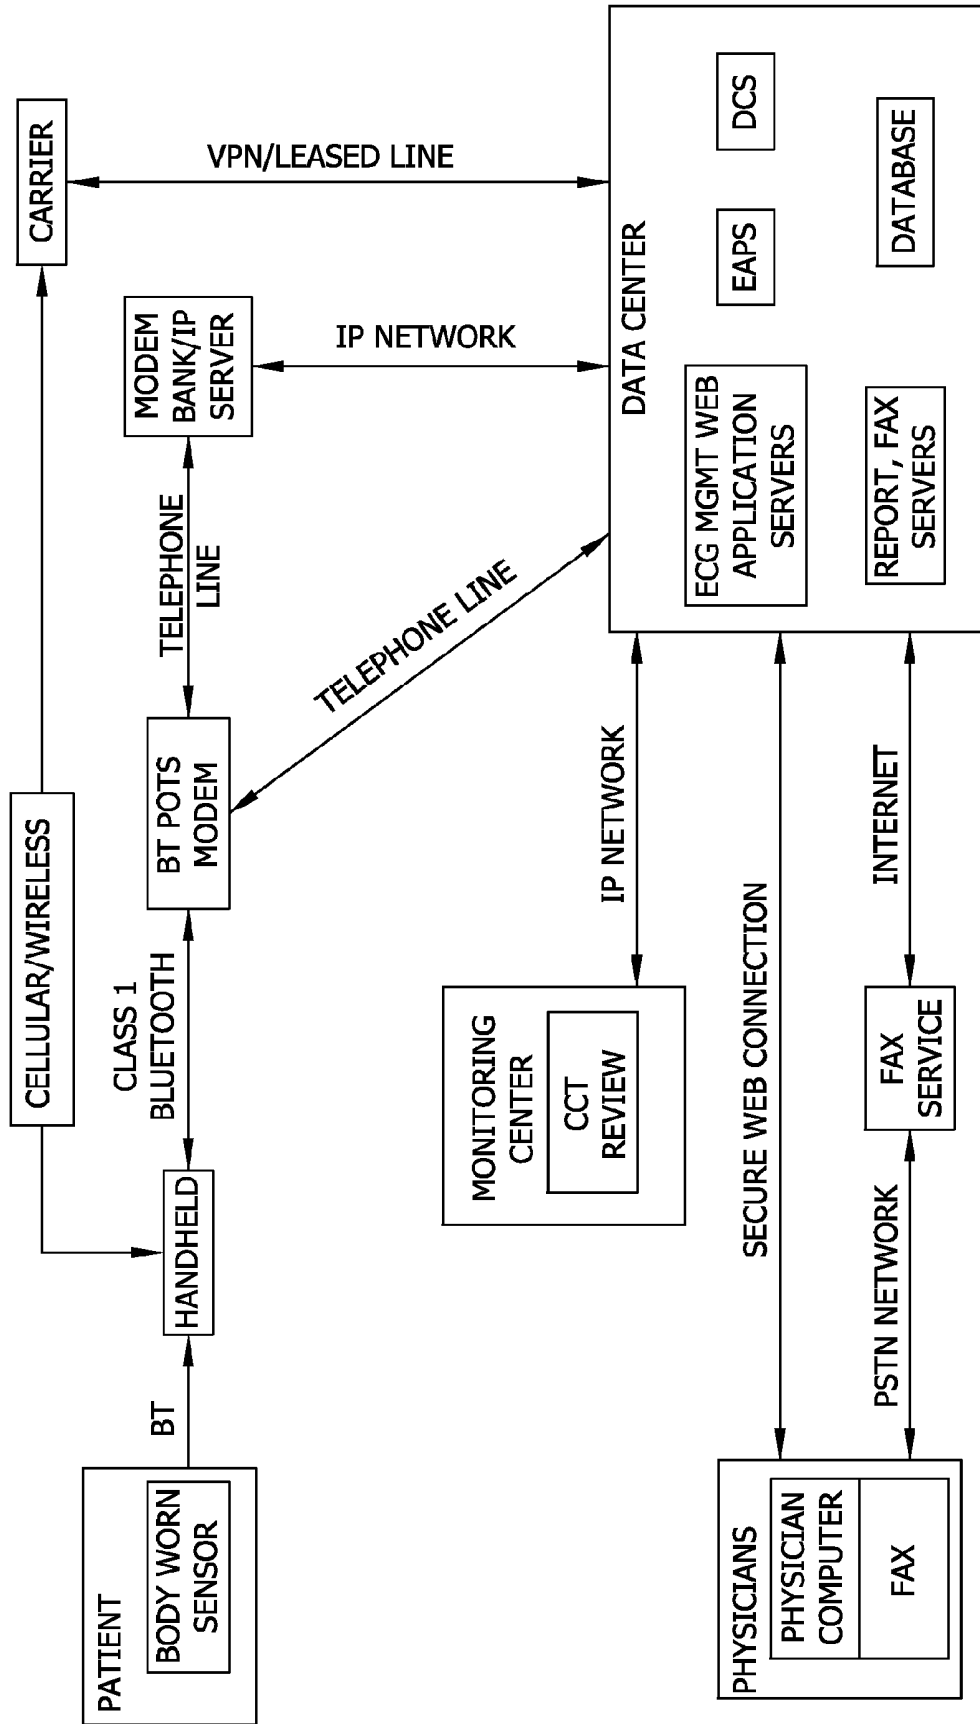 PATIENT
BODY WORN
SENSOR
BT
HANDHELD
CELLULAR/WIRELESS
CARRIER
CLASS 1
BLUETOOTH
BT POTS
MODEM
TELEPHONE
LINE
MODEM
BANK/IP
SERVER
VPN/LEASED LINE
IP NETWORK
TELEPHONE LINE
DATA CENTER
ECG MGMT WEB
APPLICATION
SERVERS
EAPS
DCS
REPORT, FAX
SERVERS
DATABASE
MONITORING
CENTER
CCT
REVIEW
IP NETWORK
SECURE WEB CONNECTION
PHYSICIANS
PHYSICIAN
COMPUTER
FAX
PSTN NETWORK
FAX
SERVICE
INTERNET